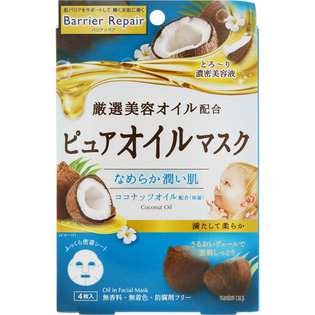 肌バリアをサポートして輝く美肌に導く
Barrier Repair
バリアリペア
とろ〜り
濃密美容液
厳選美容オイル配合
ピュアオイルマスク
なめらか潤い肌
ココナッツオイル配合(保湿)
Coconut Oil
(イメージ)
満たして柔らか
ふっくら密着シート
うるおいヴェールで
密封しっとり
4枚入
Oil in Facial Mask
無香料・無着色・防腐剤フリー
mandom corp.